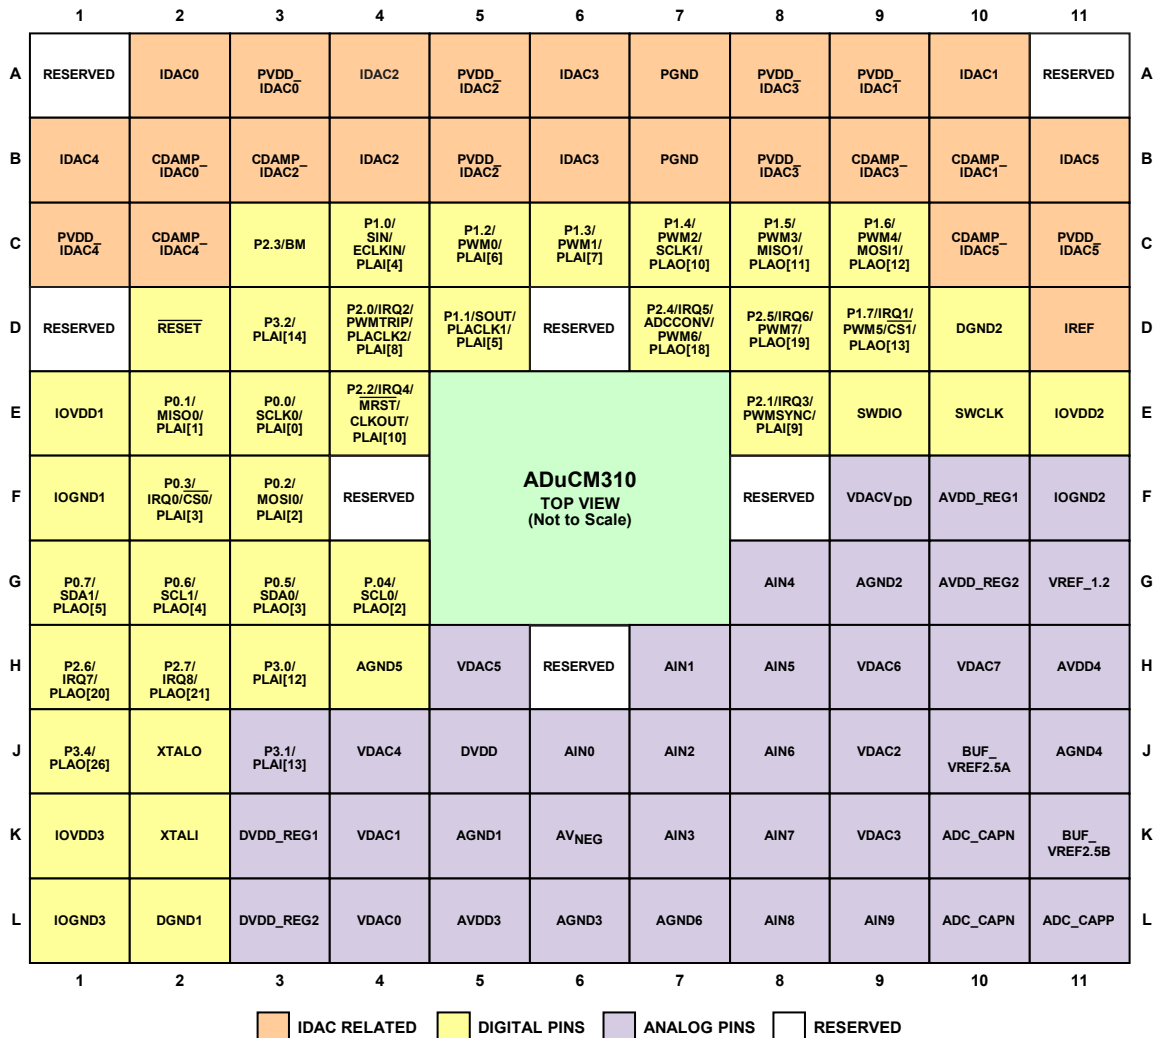 1 2 3 4 5 6 7 8 9 10 11
A RESERVED IDAC0 PVDD_ IDAC0 IDAC2 PVDD_ IDAC2 IDAC3 PGND PVDD_ IDAC3 PVDD_ IDAC1 IDAC1 RESERVED A
B IDAC4 CDAMP_ IDAC0 CDAMP_ IDAC2 IDAC2 PVDD_ IDAC2 IDAC3 PGND PVDD_ IDAC3 CDAMP_ IDAC3 CDAMP_ IDAC1 IDAC5 B
C PVDD_ IDAC4 CDAMP_ IDAC4 P2.3/BM P1.0/ SIN/ ECLKIN/ PLAI[4] P1.2/ PWM0/ PLAI[6] P1.3/ PWM1/ PLAI[7] P1.4/ PWM2/ SCLK1/ PLAO[10] P1.5/ PWM3/ MISO1/ PLAO[11] P1.6/ PWM4/ MOSI1/ PLAO[12] CDAMP_ IDAC5 PVDD_ IDAC5 C
D RESERVED RESET P3.2/ PLAI[14] P2.0/IRQ2/ PWMTRIP/ PLACLK2/ PLAI[8] P1.1/SOUT/ PLACLK1/ PLAI[5] RESERVED P2.4/IRQ5/ ADCCONV/ PWM6/ PLAO[18] P2.5/IRQ6/ PWM7/ PLAO[19] P1.7/IRQ1/ PWM5/CS1/ PLAO[13] DGND2 IREF D
E IOVDD1 P0.1/ MISO0/ PLAI[1] P0.0/ SCLK0/ PLAI[0] P2.2/IRQ4/ MRST/ CLKOUT/ PLAI[10] P2.1/IRQ3/ PWMSYNC/ PLAI[9] SWDIO SWCLK IOVDD2 E
ADuCM310
TOP VIEW
(Not to Scale)
F IOGND1 P0.3/ IRQ0/CS0/ PLAI[3] P0.2/ MOSI0/ PLAI[2] RESERVED RESERVED VDACVDD AVDD_REG1 IOGND2 F
G P0.7/ SDA1/ PLAO[5] P0.6/ SCL1/ PLAO[4] P0.5/ SDA0/ PLAO[3] P.04/ SCL0/ PLAO[2] AIN4 AGND2 AVDD_REG2 VREF_1.2 G
H P2.6/ IRQ7/ PLAO[20] P2.7/ IRQ8/ PLAO[21] P3.0/ PLAI[12] AGND5 VDAC5 RESERVED AIN1 AIN5 VDAC6 VDAC7 AVDD4 H
J P3.4/ PLAO[26] XTALO P3.1/ PLAI[13] VDAC4 DVDD AIN0 AIN2 AIN6 VDAC2 BUF_ VREF2.5A AGND4 J
K IOVDD3 XTALI DVDD_REG1 VDAC1 AGND1 AVNEG AIN3 AIN7 VDAC3 ADC_CAPN BUF_ VREF2.5B K
L IOGND3 DGND1 DVDD_REG2 VDAC0 AVDD3 AGND3 AGND6 AIN8 AIN9 ADC_CAPN ADC_CAPP L
1 2 3 4 5 6 7 8 9 10 11
IDAC RELATED DIGITAL PINS ANALOG PINS RESERVED